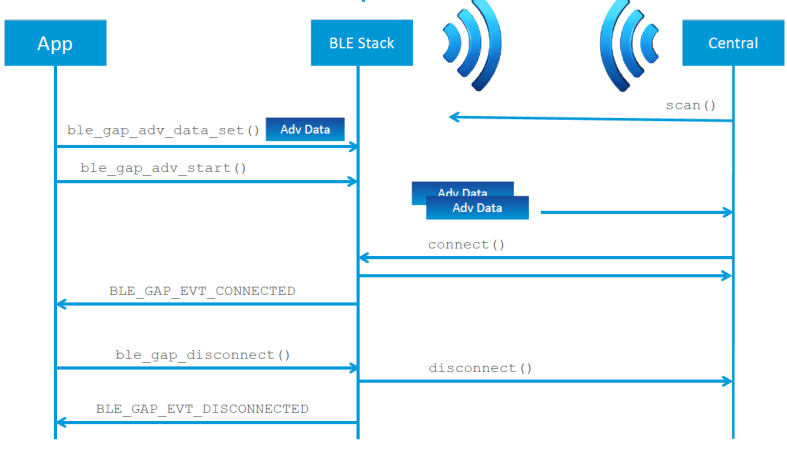 App
BLE Stack
Central
scan()
ble_gap_adv_data_set()
Adv Data
ble_gap_adv_start()
Adv Data
Adv Data
connect()
BLE_GAP_EVT_CONNECTED
ble_gap_disconnect()
disconnect()
BLE_GAP_EVT_DISCONNECTED